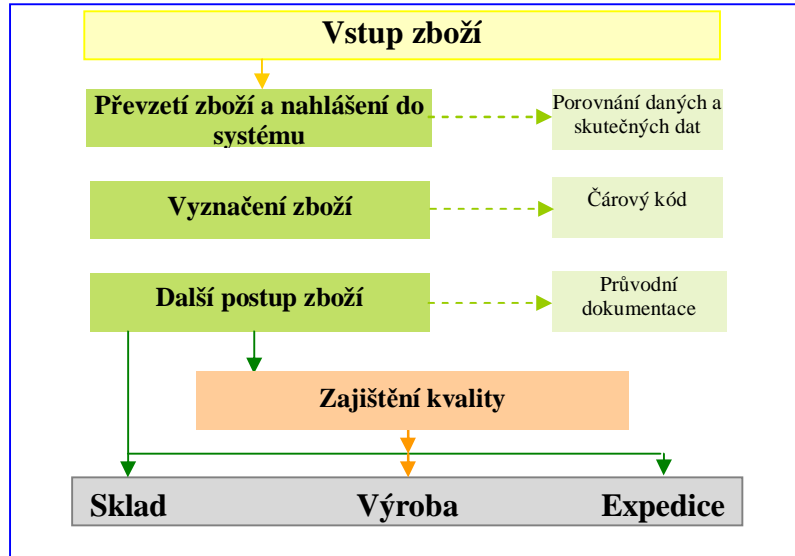 Vstup zboží
Převzetí zboží a nahlášení do
systému
Porovnání daných a
skutečných dat
Vyznačení zboží
Čárový kód
Další postup zboží
Průvodní
dokumentace
Zajištění kvality
Sklad Výroba Expedice